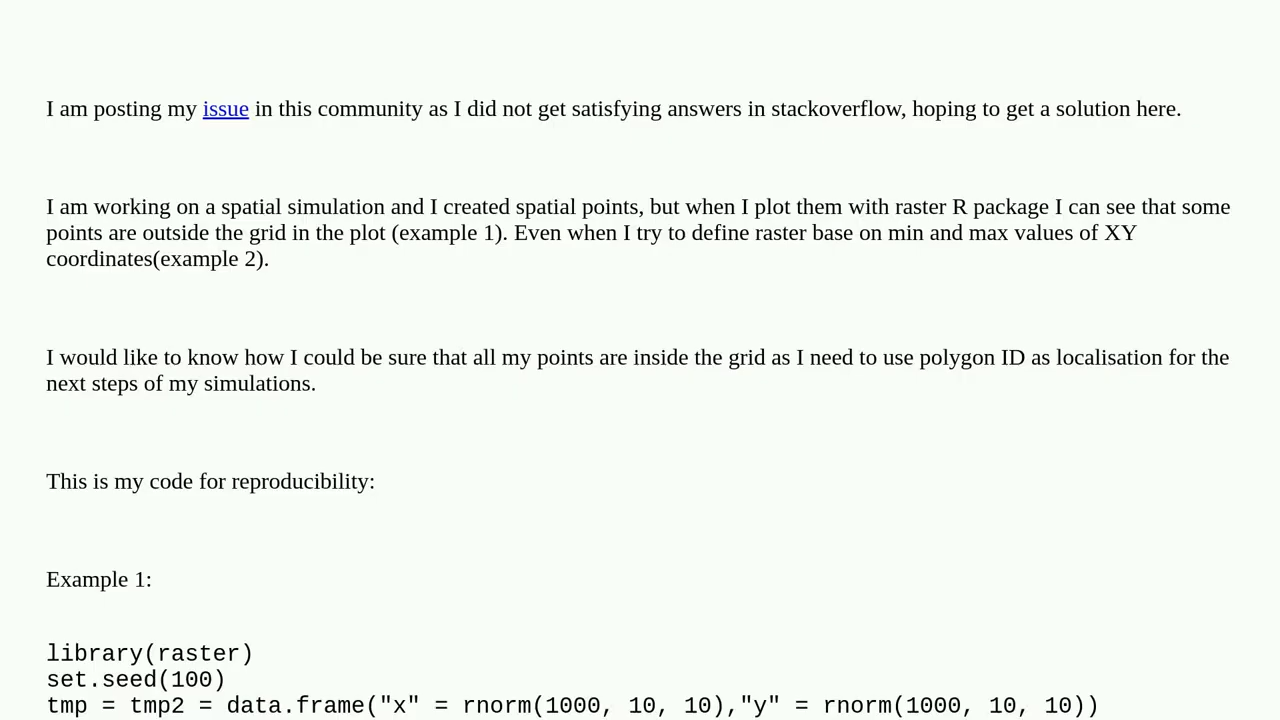 I am posting my issue in this community as I did not get satisfying answers in stackoverflow, hoping to get a solution here.
I am working on a spatial simulation and I created spatial points, but when I plot them with raster R package I can see that some
points are outside the grid in the plot (example 1). Even when I try to define raster base on min and max values of XY
coordinates(example 2).
I would like to know how I could be sure that all my points are inside the grid as I need to use polygon ID as localisation for the
next steps of my simulations.
This is my code for reproducibility:
Example 1:
library(raster)
set.seed(100)
tmp = tmp2 = data.frame("x" = rnorm(1000, 10, 10),"y" = rnorm(1000, 10, 10))